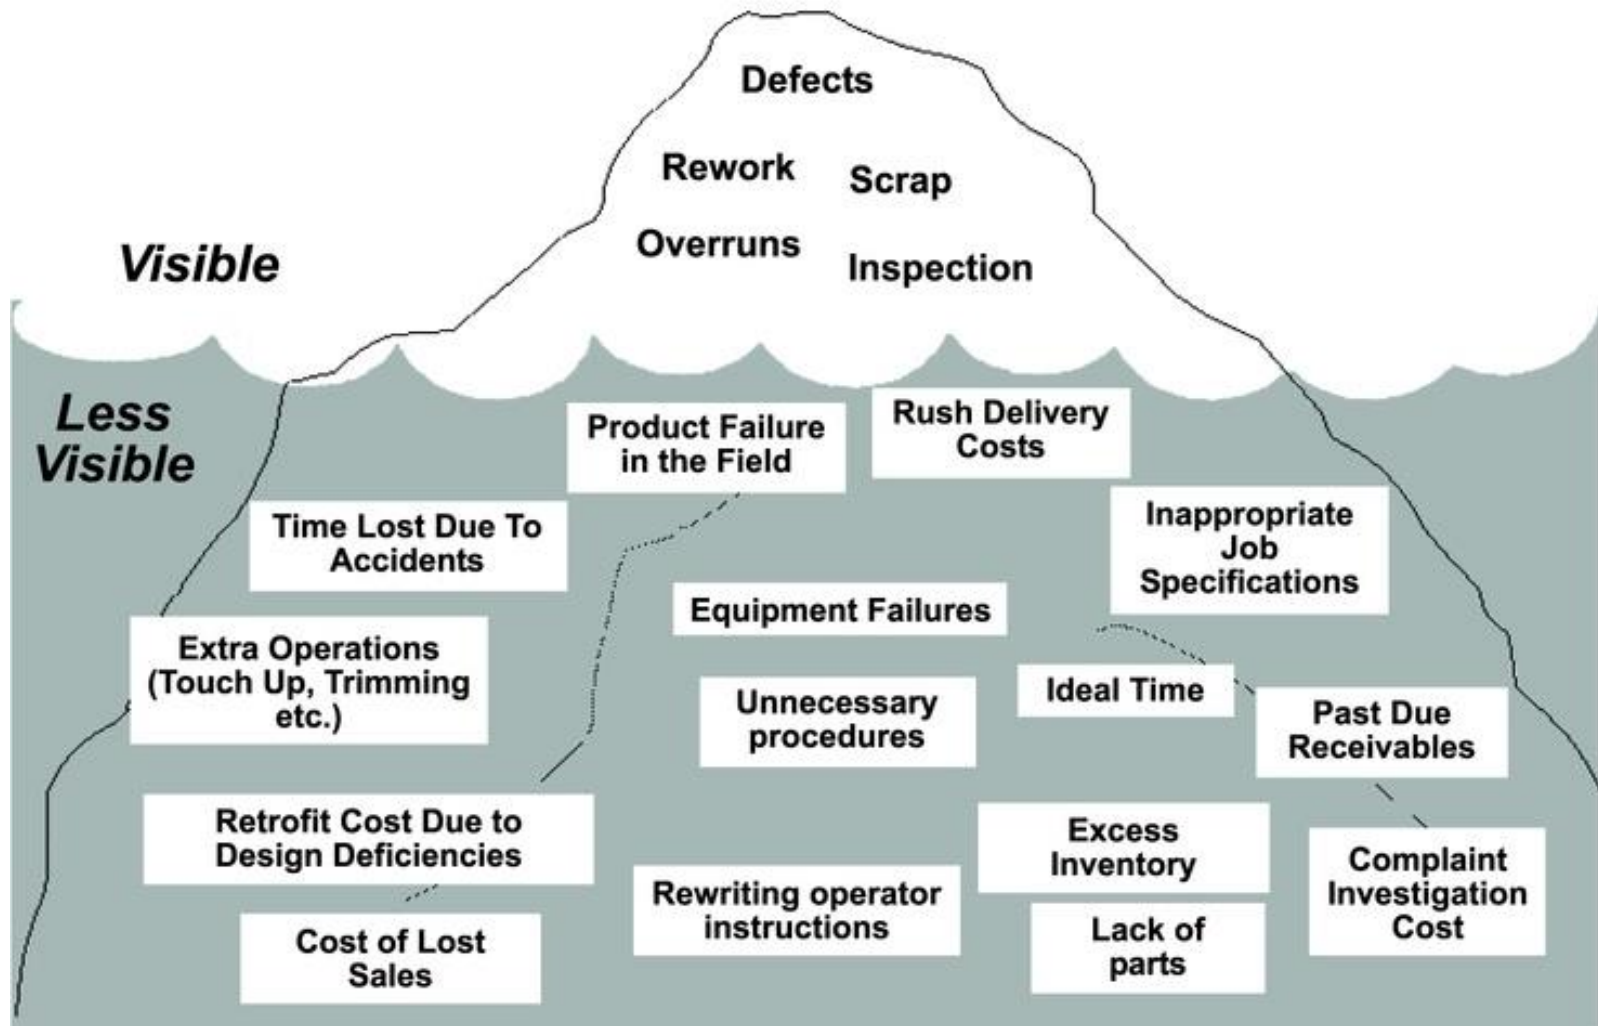 Defects
Rework
Scrap
Overruns
Inspection
Visible
Less
Visible
Product Failure
in the Field
Rush Delivery
Costs
Time Lost Due To
Accidents
Inappropriate
Job
Specifications
Equipment Failures
Extra Operations
(Touch Up, Trimming
etc.)
Unnecessary
procedures
Ideal Time
Past Due
Receivables
Retrofit Cost Due to
Design Deficiencies
Excess
Inventory
Complaint
Investigation
Cost
Rewriting operator
instructions
Lack of
parts
Cost of Lost
Sales